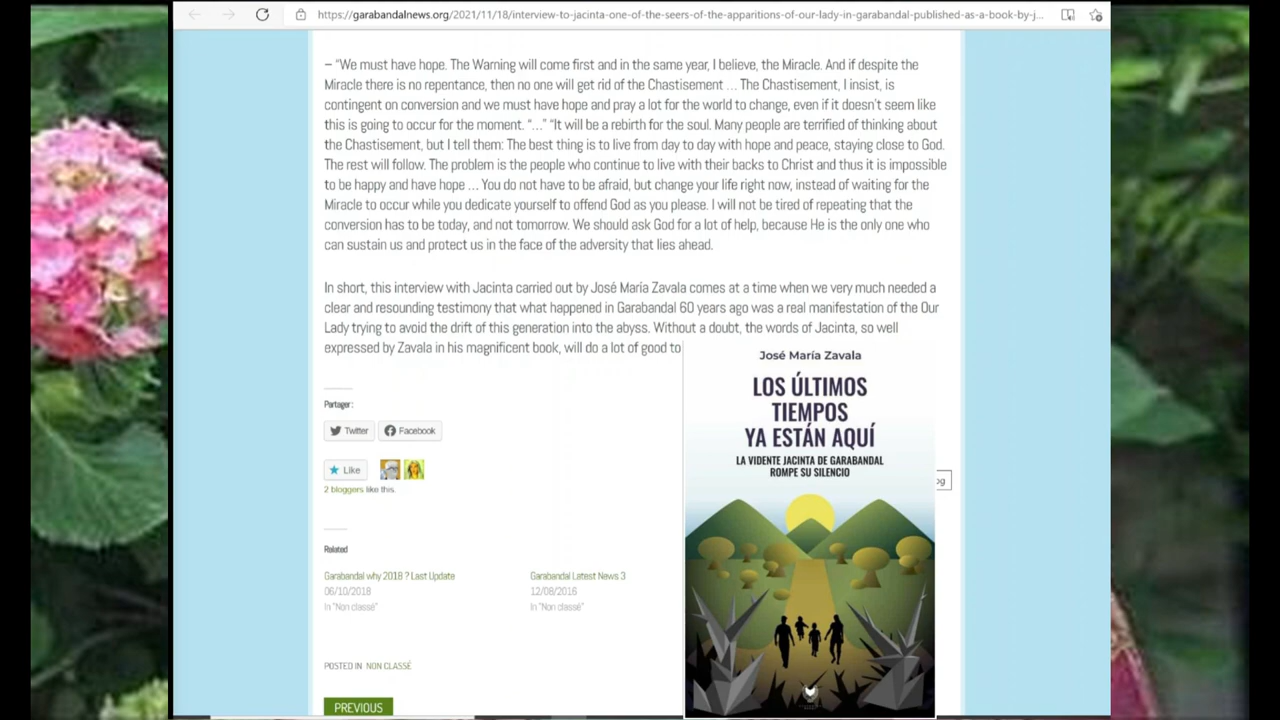 https://garabandalnews.org/2021/11/18/interview-to-jacinta-one-of-the-seers-of-the-apparitions-of-our-lady-in-garabandal-published-as-a-book-by-j...
– "We must have hope. The Warning will come first and in the same year, I believe, the Miracle. And if despite the
Miracle there is no repentance, then no one will get rid of the Chastisement ... The Chastisement, I insist, is
contingent on conversion and we must have hope and pray a lot for the world to change, even if it doesn't seem like
this is going to occur for the moment. "..." "It will be a rebirth for the soul. Many people are terrified of thinking about
the Chastisement, but I tell them: The best thing is to live from day to day with hope and peace, staying close to God.
The rest will follow. The problem is the people who continue to live with their backs to Christ and thus it is impossible
to be happy and have hope ... You do not have to be afraid, but change your life right now, instead of waiting for the
Miracle to occur while you dedicate yourself to offend God as you please. I will not be tired of repeating that the
conversion has to be today, and not tomorrow. We should ask God for a lot of help, because He is the only one who
can sustain us and protect us in the face of the adversity that lies ahead.
In short, this interview with Jacinta carried out by José María Zavala comes at a time when we very much needed a
clear and resounding testimony that what happened in Garabandal 60 years ago was a real manifestation of the Our
Lady trying to avoid the drift of this generation into the abyss. Without a doubt, the words of Jacinta, so well
expressed by Zavala in his magnificent book, will do a lot of good to
José María Zavala
LOS ÚLTIMOS
TIEMPOS
YA ESTÁN AQUÍ
LA VIDENTE JACINTA DE GARABANDAL
ROMPE SU SILENCIO
Partager :
Twitter
Facebook
Like
og
2 bloggers like this.
Related
Garabandal why 2018 ? Last Update
06/10/2018
In "Non classé"
Garabandal Latest News 3
12/08/2016
In "Non classé"
POSTED IN NON CLASSÉ
PREVIOUS